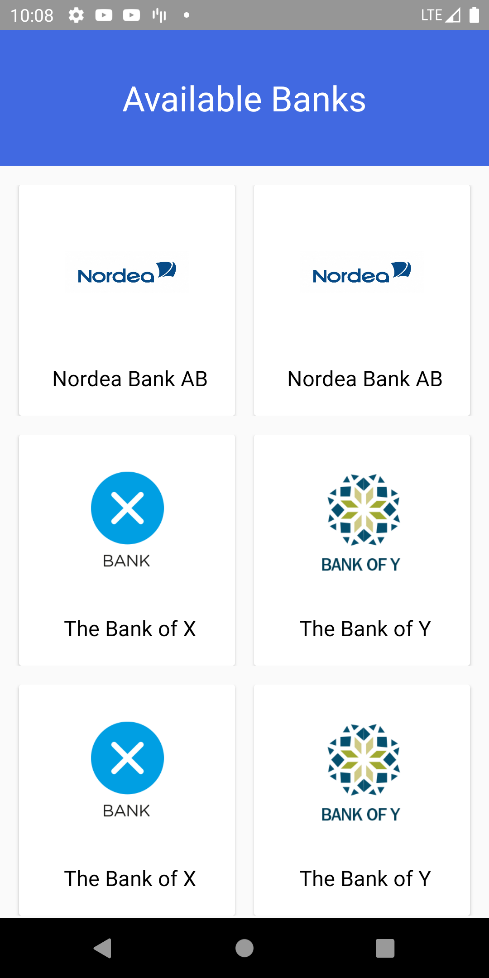 10:08
LTE
Available Banks
Nordea
Nordea
Nordea Bank AB
Nordea Bank AB
BANK
BANK OF Y
The Bank of X
The Bank of Y
BANK
BANK OF Y
The Bank of X
The Bank of Y